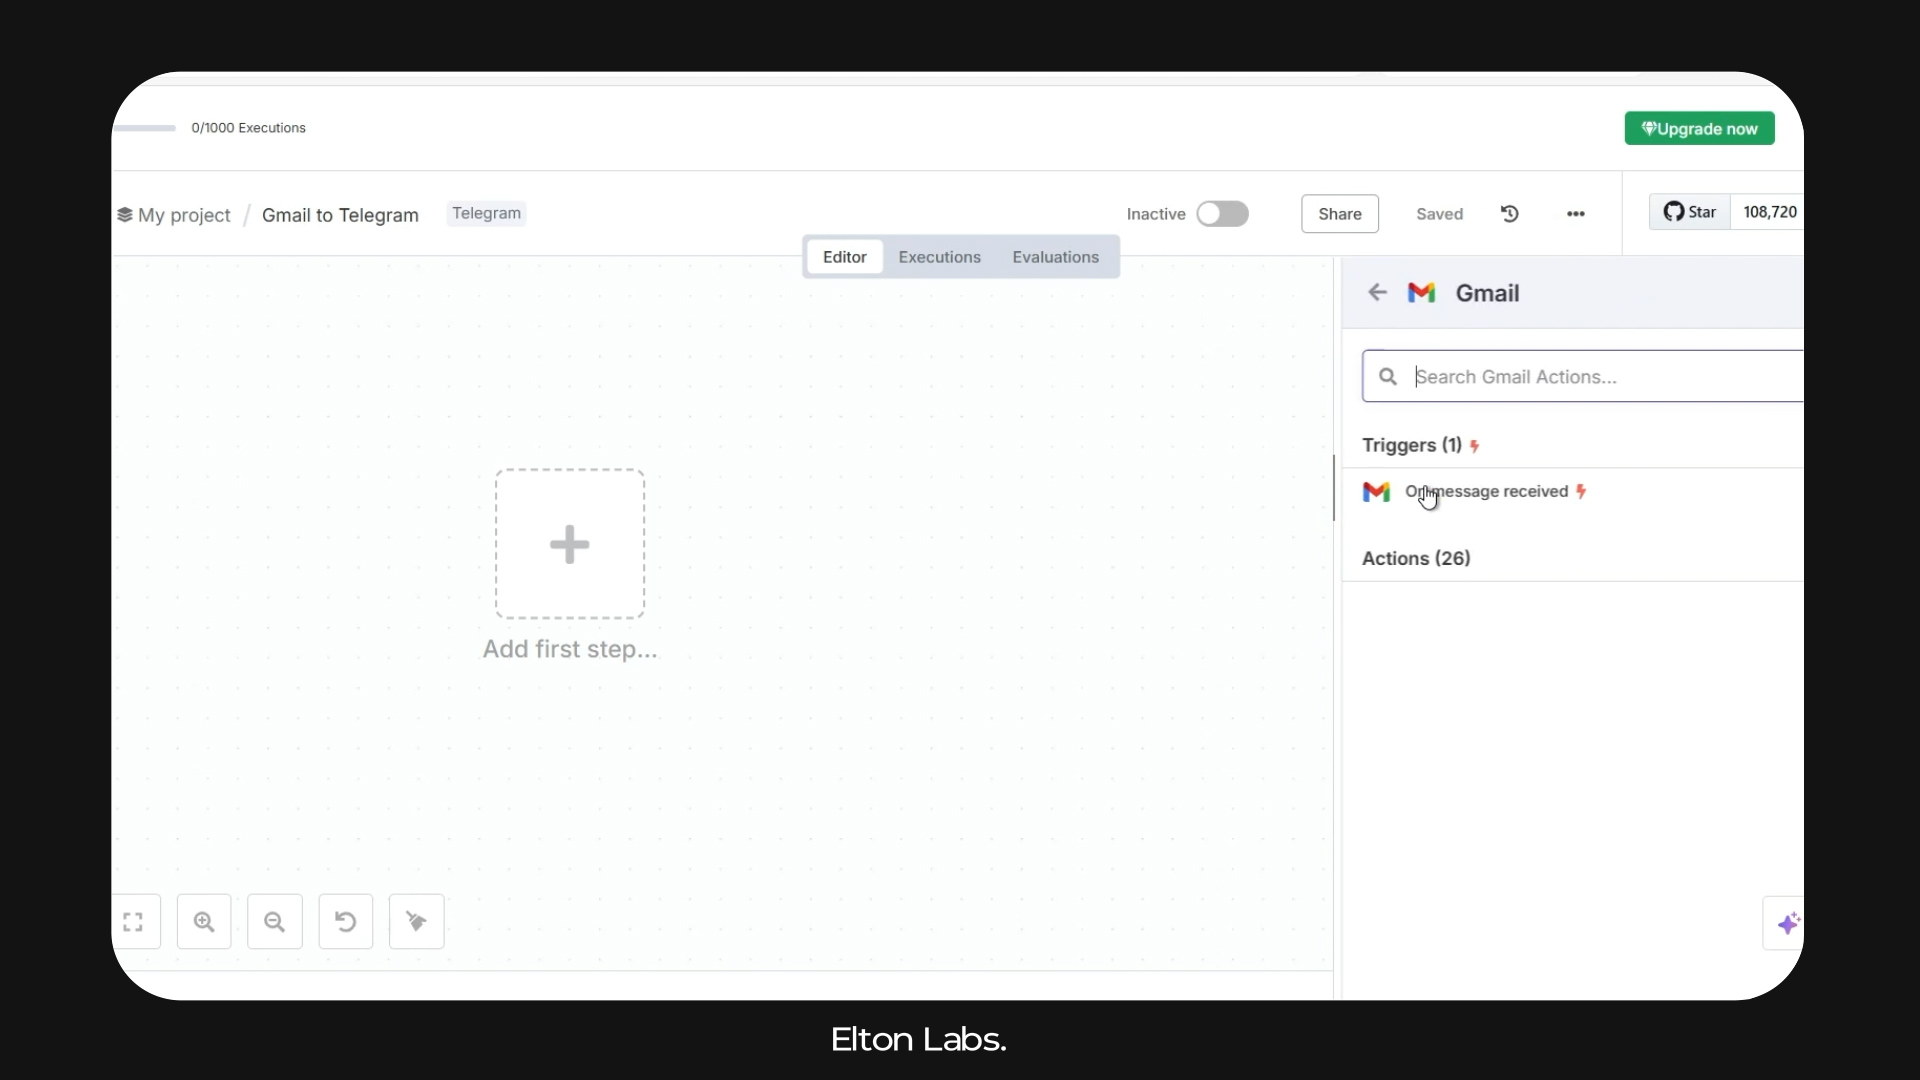 0/1000 Executions
Upgrade now
My project / Gmail to Telegram
Telegram
Inactive
Share
Saved
Star
108,720
Editor
Executions
Evaluations
Gmail
Search Gmail Actions...
Triggers (1)
On message received
Actions (26)
Add first step...
Elton Labs.